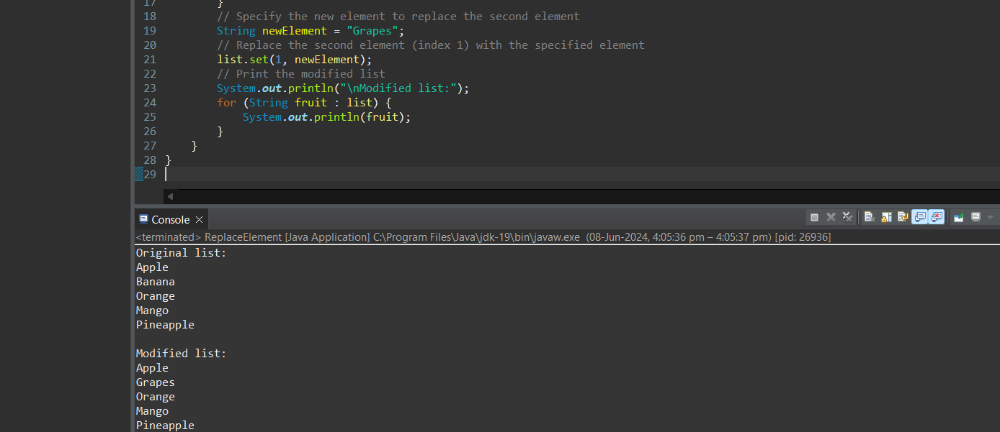 17        }
18        // Specify the new element to replace the second element
19        String newElement = "Grapes";
20        // Replace the second element (index 1) with the specified element
21        list.set(1, newElement);
22        // Print the modified list
23        System.out.println("\nModified list:");
24        for (String fruit : list) {
25            System.out.println(fruit);
26        }
27    }
28 }
29
Console
<terminated> ReplaceElement [Java Application] C:\Program Files\Java\jdk-19\bin\javaw.exe (08-Jun-2024, 4:05:36 pm – 4:05:37 pm) [pid: 26936]
Original list:
Apple
Banana
Orange
Mango
Pineapple

Modified list:
Apple
Grapes
Orange
Mango
Pineapple